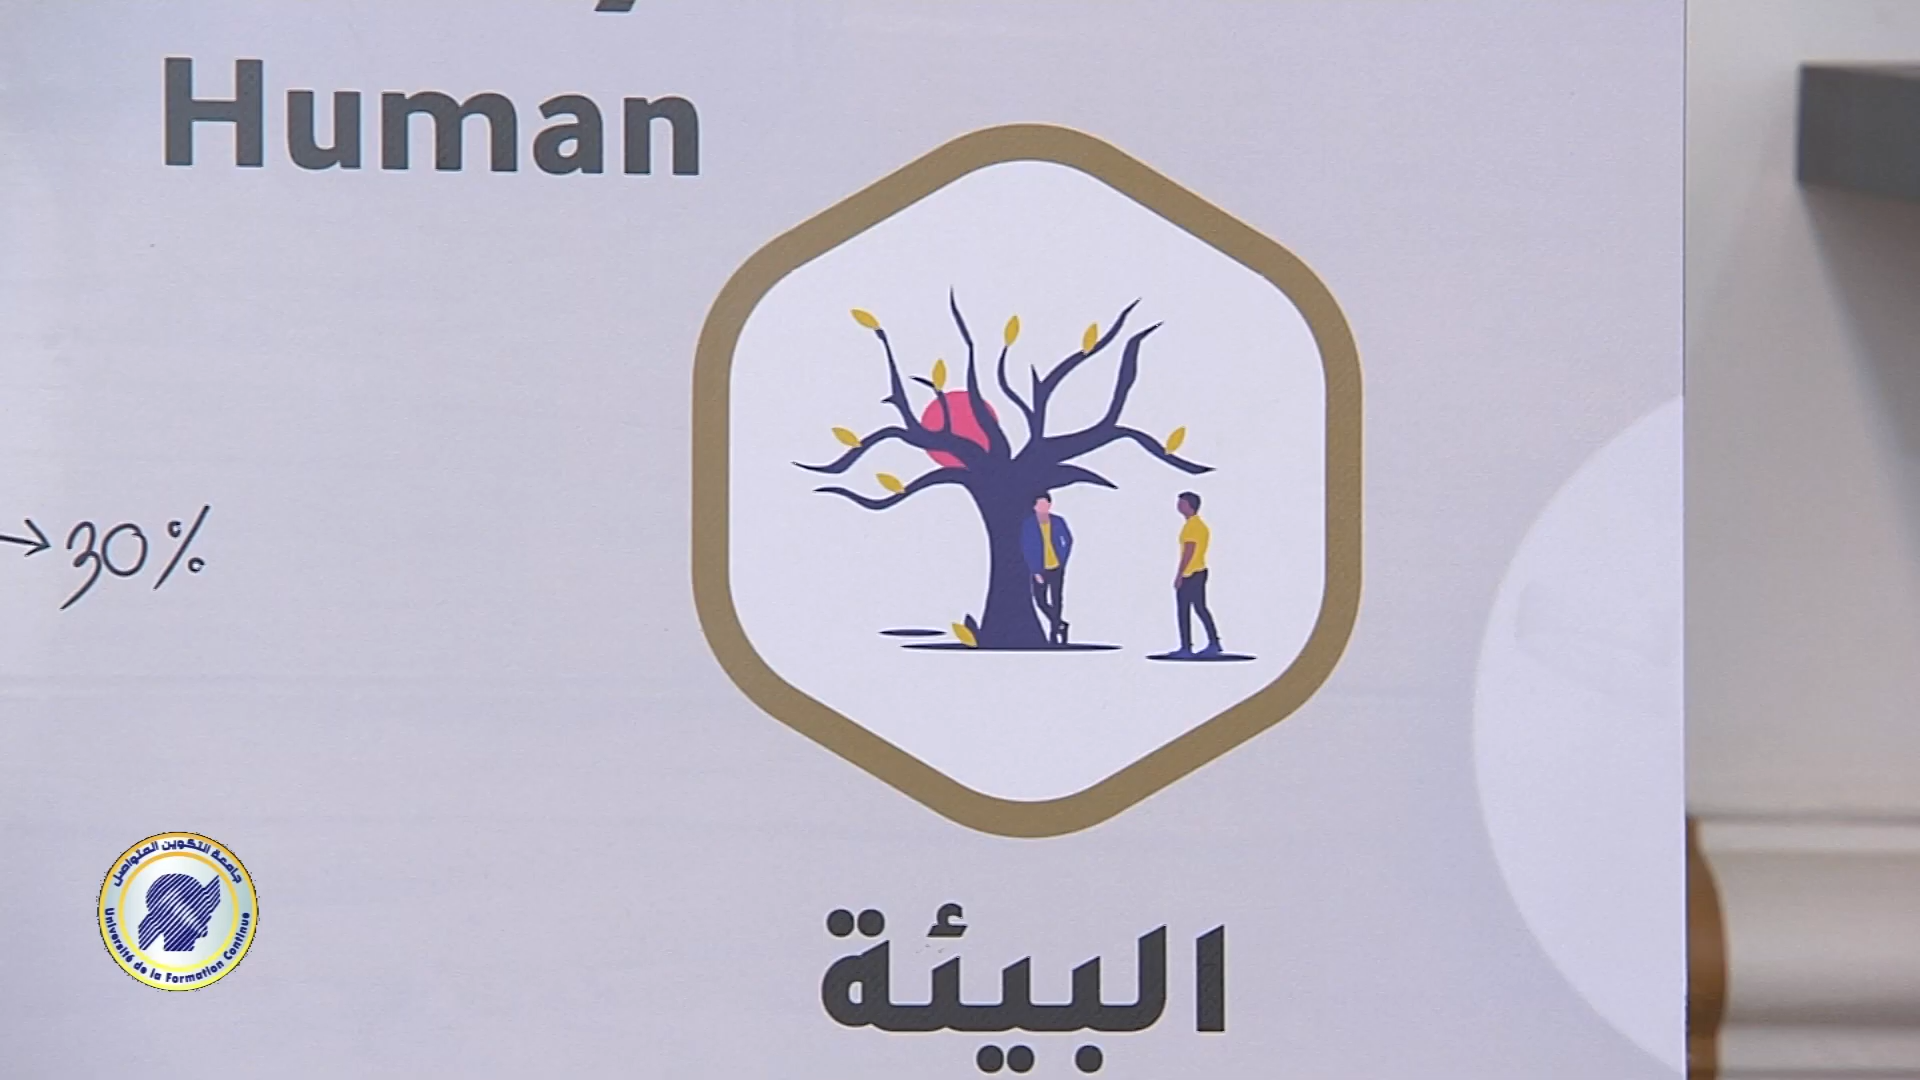 Human
→30%
البيئة
جامعة التكوين المتواصل
Université de la Formation Continue